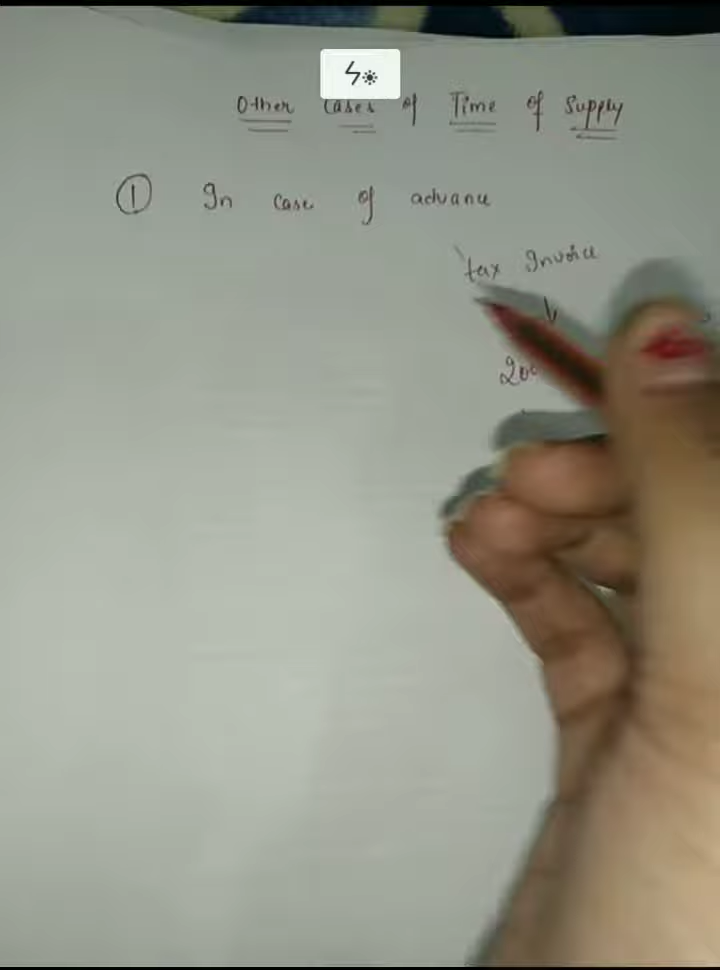 Other Cases of Time of Supply
① In Case of advance
tax Invoice